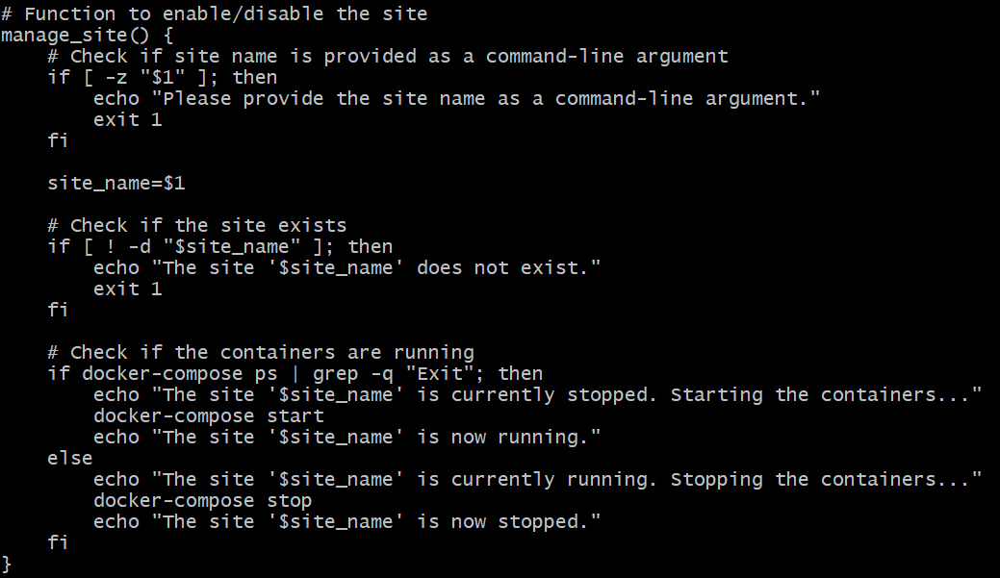 # Function to enable/disable the site
manage_site() {
    # Check if site name is provided as a command-line argument
    if [ -z "$1" ]; then
        echo "Please provide the site name as a command-line argument."
        exit 1
    fi

    site_name=$1

    # Check if the site exists
    if [ ! -d "$site_name" ]; then
        echo "The site '$site_name' does not exist."
        exit 1
    fi

    # Check if the containers are running
    if docker-compose ps | grep -q "Exit"; then
        echo "The site '$site_name' is currently stopped. Starting the containers..."
        docker-compose start
        echo "The site '$site_name' is now running."
    else
        echo "The site '$site_name' is currently running. Stopping the containers..."
        docker-compose stop
        echo "The site '$site_name' is now stopped."
    fi
}